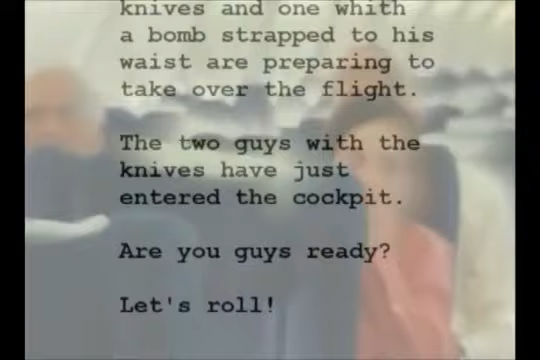 knives and one whith
a bomb strapped to his
waist are preparing to
take over the flight.
The two guys with the
knives have just
entered the cockpit.
Are you guys ready?
Let's roll!